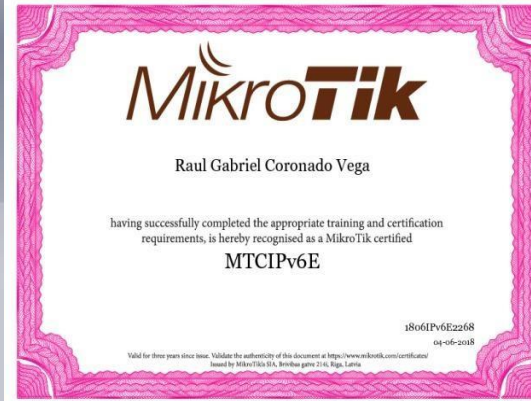 MikroTik
Raul Gabriel Coronado Vega
having successfully completed the appropriate training and certification
requirements, is hereby recognised as a MikroTik certified
MTCIPv6E
1806IPv6E2268
04-06-2018
Valid for three years since issue. Validate the authenticity of this document at https://www.mikrotik.com/certificates/
Issued by MikroTikls SIA, Brivibas gatve 214i, Riga, Latvia